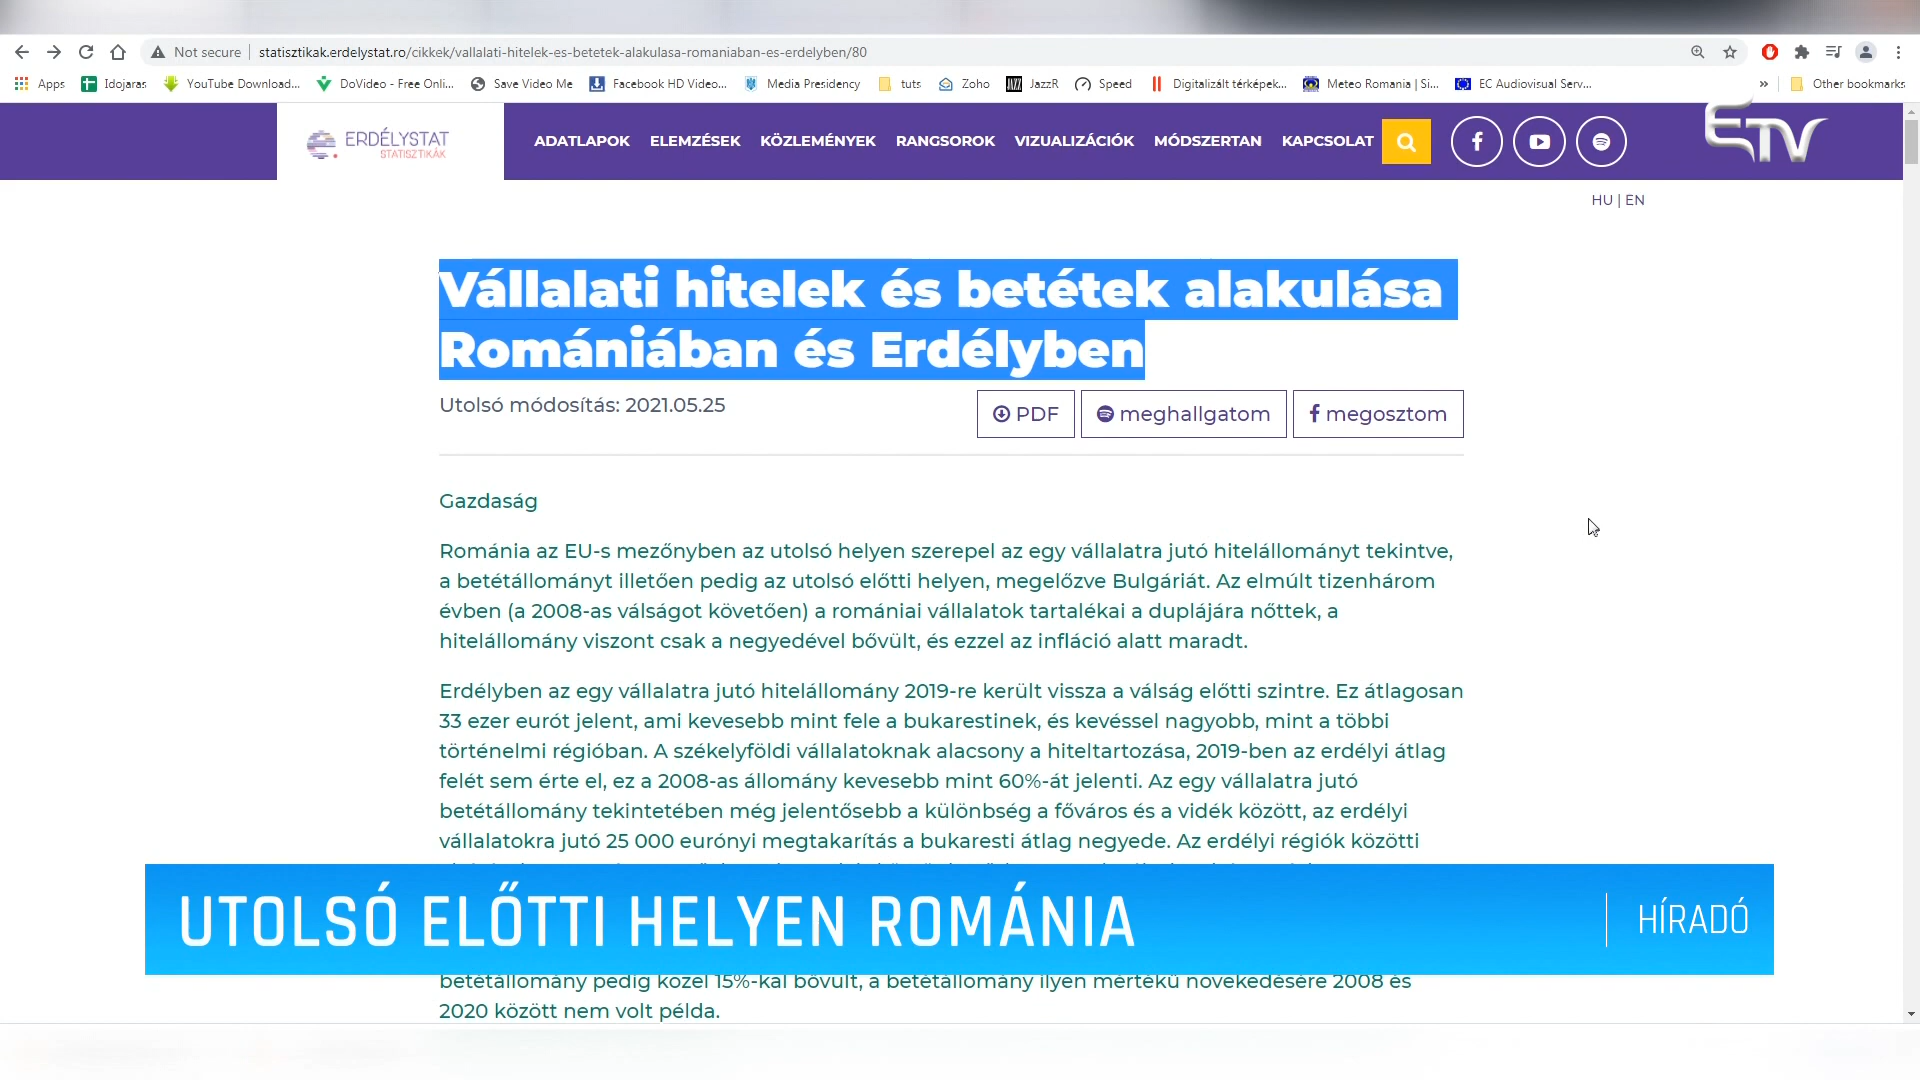 Not secure | statisztikak.erdelystat.ro/cikkek/vallalati-hitelek-es-betetek-alakulasa-romaniaban-es-erdelyben/80
Apps Idojaras YouTube Download... DoVideo - Free Onli... Save Video Me Facebook HD Video... Media Presidency tuts Zoho JazzR Speed Digitalizált térképek... Meteo Romania | Si... EC Audiovisual Serv... » Other bookmarks
ERDÉLYSTAT
STATISZTIKÁK
ADATLAPOK ELEMZÉSEK KÖZLEMÉNYEK RANGSOROK VIZUALIZÁCIÓK MÓDSZERTAN KAPCSOLAT
ETV
HU | EN
Vállalati hitelek és betétek alakulása
Romániában és Erdélyben
Utolsó módosítás: 2021.05.25
PDF meghallgatom megosztom
Gazdaság
Románia az EU-s mezőnyben az utolsó helyen szerepel az egy vállalatra jutó hitelállományt tekintve,
a betétállományt illetően pedig az utolsó előtti helyen, megelőzve Bulgáriát. Az elmúlt tizenhárom
évben (a 2008-as válságot követően) a romániai vállalatok tartalékai a duplájára nőttek, a
hitelállomány viszont csak a negyedével bővült, és ezzel az infláció alatt maradt.
Erdélyben az egy vállalatra jutó hitelállomány 2019-re került vissza a válság előtti szintre. Ez átlagosan
33 ezer eurót jelent, ami kevesebb mint fele a bukarestinek, és kevéssel nagyobb, mint a többi
történelmi régióban. A székelyföldi vállalatoknak alacsony a hiteltartozása, 2019-ben az erdélyi átlag
felét sem érte el, ez a 2008-as állomány kevesebb mint 60%-át jelenti. Az egy vállalatra jutó
betétállomány tekintetében még jelentősebb a különbség a főváros és a vidék között, az erdélyi
vállalatokra jutó 25 000 eurónyi megtakarítás a bukaresti átlag negyede. Az erdélyi régiók közötti
UTOLSÓ ELŐTTI HELYEN ROMÁNIA
HÍRADÓ
betétállomány pedig közel 15%-kal bővült, a betétállomány ilyen mértékű növekedésére 2008 és
2020 között nem volt példa.